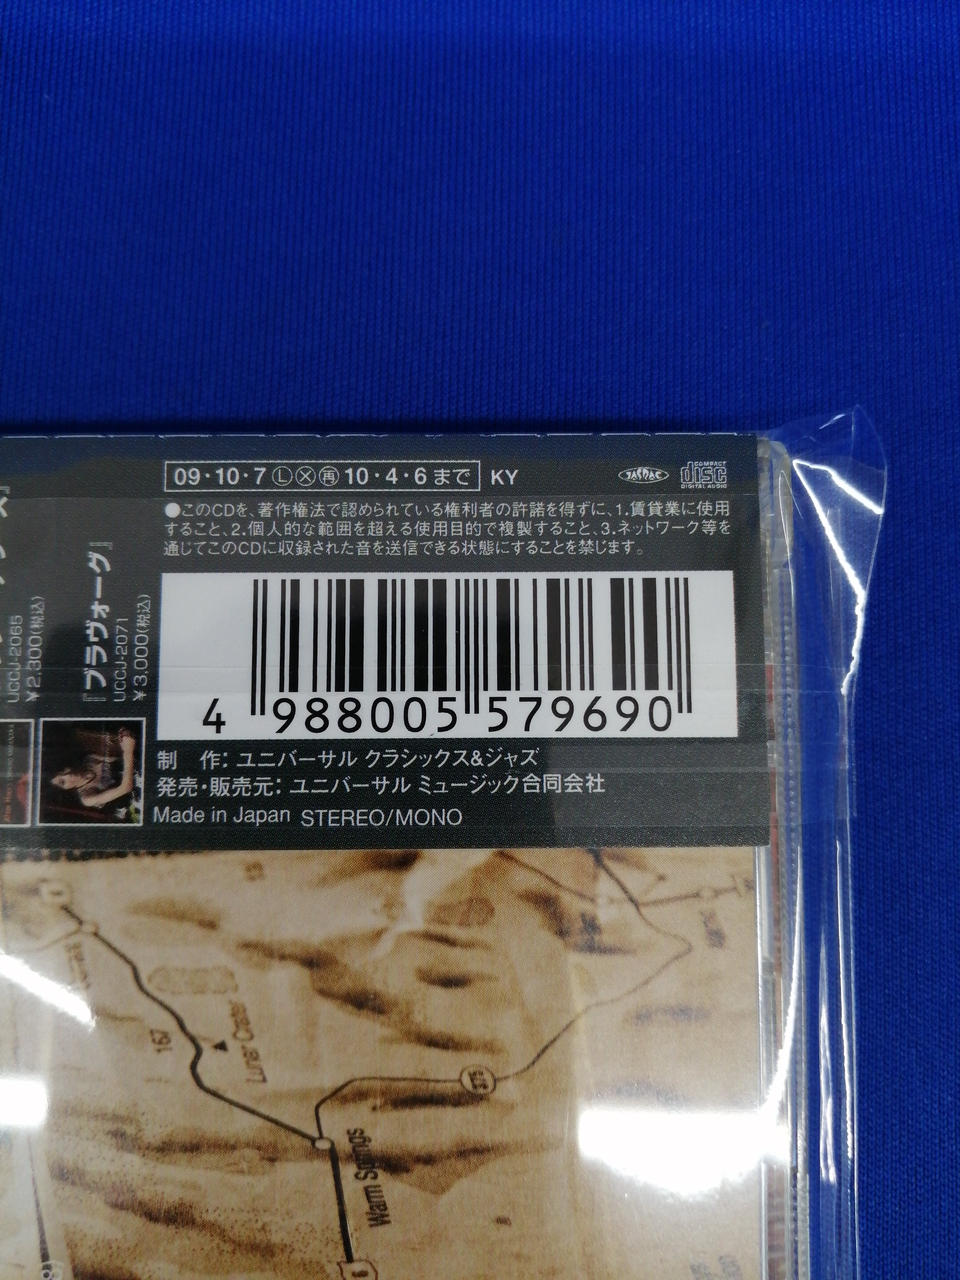 09・10・7 Ⓛ Ⓧ ㊢ 10・4・6まで KY
JASRAC
COMPACT
disc
DIGITAL AUDIO
●このCDを、著作権法で認められている権利者の許諾を得ずに、1.賃貸業に使用
すること、2.個人的な範囲を超える使用目的で複製すること、3.ネットワーク等を
通じてこのCDに収録された音を送信できる状態にすることを禁じます。
UCCJ-2065
¥2,300(税込)
『ブラヴォーグ』
UCCJ-2071
¥3,000(税込)
4 988005 579690
制 作：ユニバーサル クラシックス&ジャズ
発売・販売元：ユニバーサル ミュージック合同会社
Made in Japan STEREO/MONO
167
Lunar Crater
375
Warm Springs
6